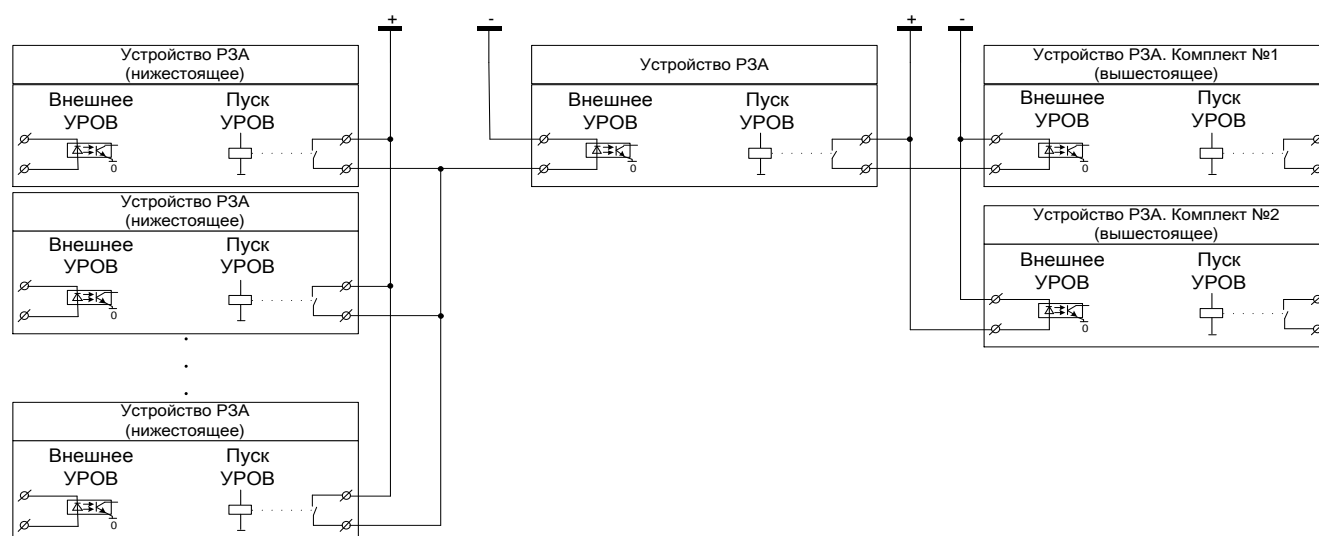 +
-
+
-
Устройство РЗА
(нижестоящее)
Внешнее
УРОВ
Пуск
УРОВ
0
Устройство РЗА
Внешнее
УРОВ
Пуск
УРОВ
0
Устройство РЗА. Комплект №1
(вышестоящее)
Внешнее
УРОВ
Пуск
УРОВ
0
Устройство РЗА
(нижестоящее)
Внешнее
УРОВ
Пуск
УРОВ
0
Устройство РЗА. Комплект №2
(вышестоящее)
Внешнее
УРОВ
Пуск
УРОВ
0
Устройство РЗА
(нижестоящее)
Внешнее
УРОВ
Пуск
УРОВ
0